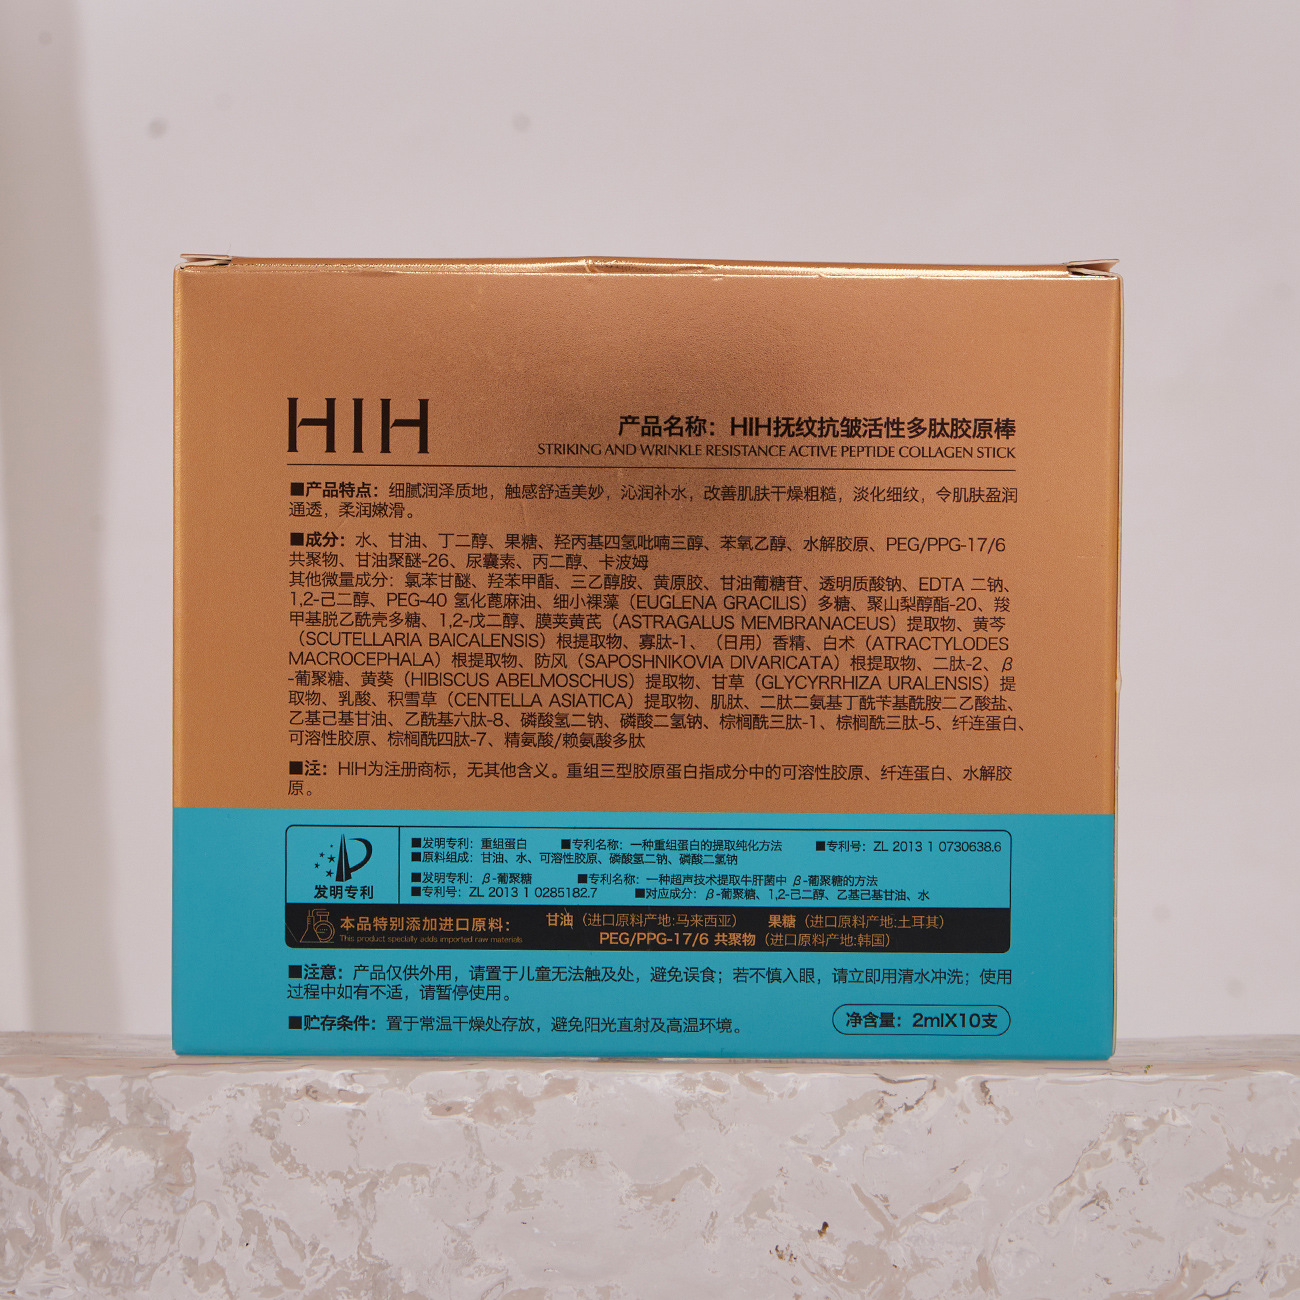 HIH
产品名称：HIH抚纹抗皱活性多肽胶原棒
STRIKING AND WRINKLE RESISTANCE ACTIVE PEPTIDE COLLAGEN STICK
■产品特点：细腻润泽质地，触感舒适美妙，沁润补水，改善肌肤干燥粗糙，淡化细纹，令肌肤盈润
通透，柔润嫩滑。
■成分：水、甘油、丁二醇、果糖、羟丙基四氢吡喃三醇、苯氧乙醇、水解胶原、PEG/PPG-17/6
共聚物、甘油聚醚-26、尿囊素、丙二醇、卡波姆
其他微量成分：氯苯甘醚、羟苯甲酯、三乙醇胺、黄原胶、甘油葡糖苷、透明质酸钠、EDTA 二钠、
1,2-己二醇、PEG-40 氢化蓖麻油、细小裸藻（EUGLENA GRACILIS）多糖、聚山梨醇酯-20、羧
甲基脱乙酰壳多糖、1,2-戊二醇、膜荚黄芪（ASTRAGALUS MEMBRANACEUS）提取物、黄芩
（SCUTELLARIA BAICALENSIS）根提取物、寡肽-1、（日用）香精、白术（ATRACTYLODES
MACROCEPHALA）根提取物、防风（SAPOSHNIKOVIA DIVARICATA）根提取物、二肽-2、β
-葡聚糖、黄葵（HIBISCUS ABELMOSCHUS）提取物、甘草（GLYCYRRHIZA URALENSIS）提
取物、乳酸、积雪草（CENTELLA ASIATICA）提取物、肌肽、二肽二氨基丁酰苄基酰胺二乙酸盐、
乙基己基甘油、乙酰基六肽-8、磷酸氢二钠、磷酸二氢钠、棕榈酰三肽-1、棕榈酰三肽-5、纤连蛋白、
可溶性胶原、棕榈酰四肽-7、精氨酸/赖氨酸多肽
■注：HIH为注册商标，无其他含义。重组三型胶原蛋白指成分中的可溶性胶原、纤连蛋白、水解胶
原。
发明专利
■发明专利：重组蛋白 ■专利名称：一种重组蛋白的提取纯化方法 ■专利号：ZL 2013 1 0730638.6
■原料组成：甘油、水、可溶性胶原、磷酸氢二钠、磷酸二氢钠
■发明专利：β-葡聚糖 ■专利名称：一种超声技术提取牛肝菌中 β-葡聚糖的方法
■专利号：ZL 2013 1 0285182.7 ■对应成分：β-葡聚糖、1,2-己二醇、乙基己基甘油、水
本品特别添加进口原料：
This product specially adds imported raw materials
甘油（进口原料产地:马来西亚） 果糖（进口原料产地:土耳其）
PEG/PPG-17/6 共聚物（进口原料产地:韩国）
■注意：产品仅供外用，请置于儿童无法触及处，避免误食；若不慎入眼，请立即用清水冲洗；使用
过程中如有不适，请暂停使用。
■贮存条件：置于常温干燥处存放，避免阳光直射及高温环境。
净含量：2mlX10支